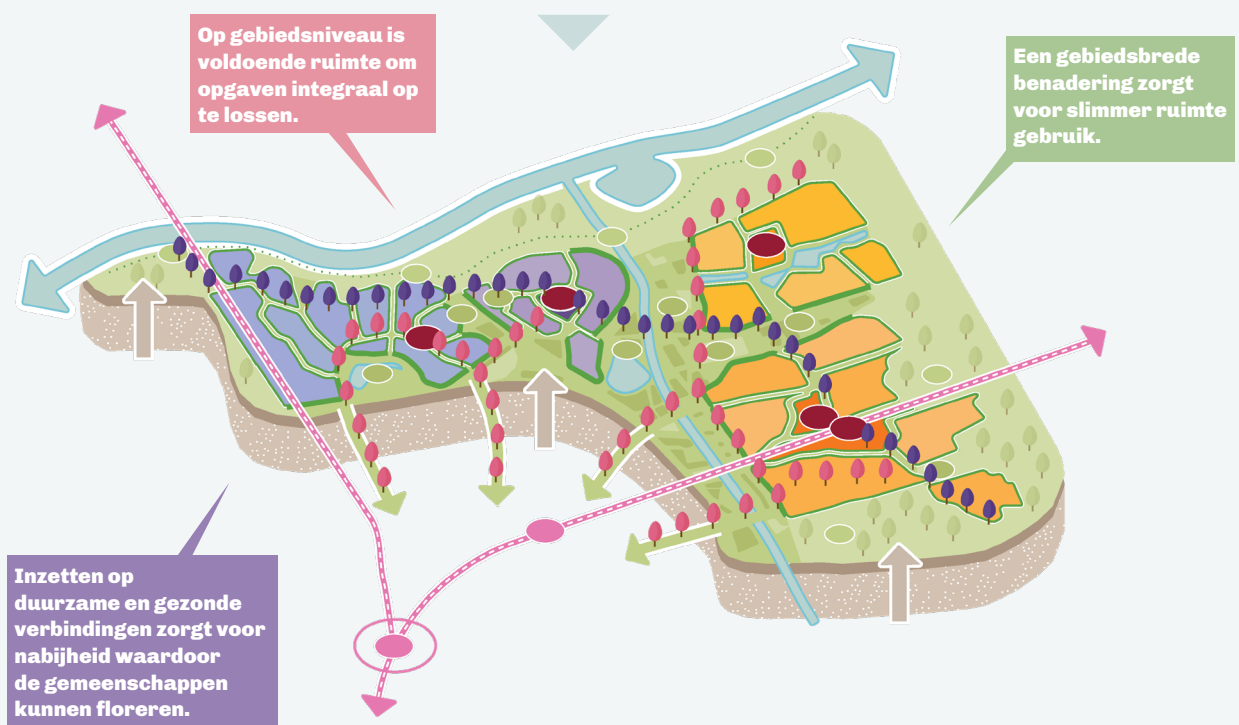 Op gebiedsniveau is
voldoende ruimte om
opgaven integraal op
te lossen.
Een gebiedsbrede
benadering zorgt
voor slimmer ruimte
gebruik.
Inzetten op
duurzame en gezonde
verbindingen zorgt voor
nabijheid waardoor
de gemeenschappen
kunnen floreren.